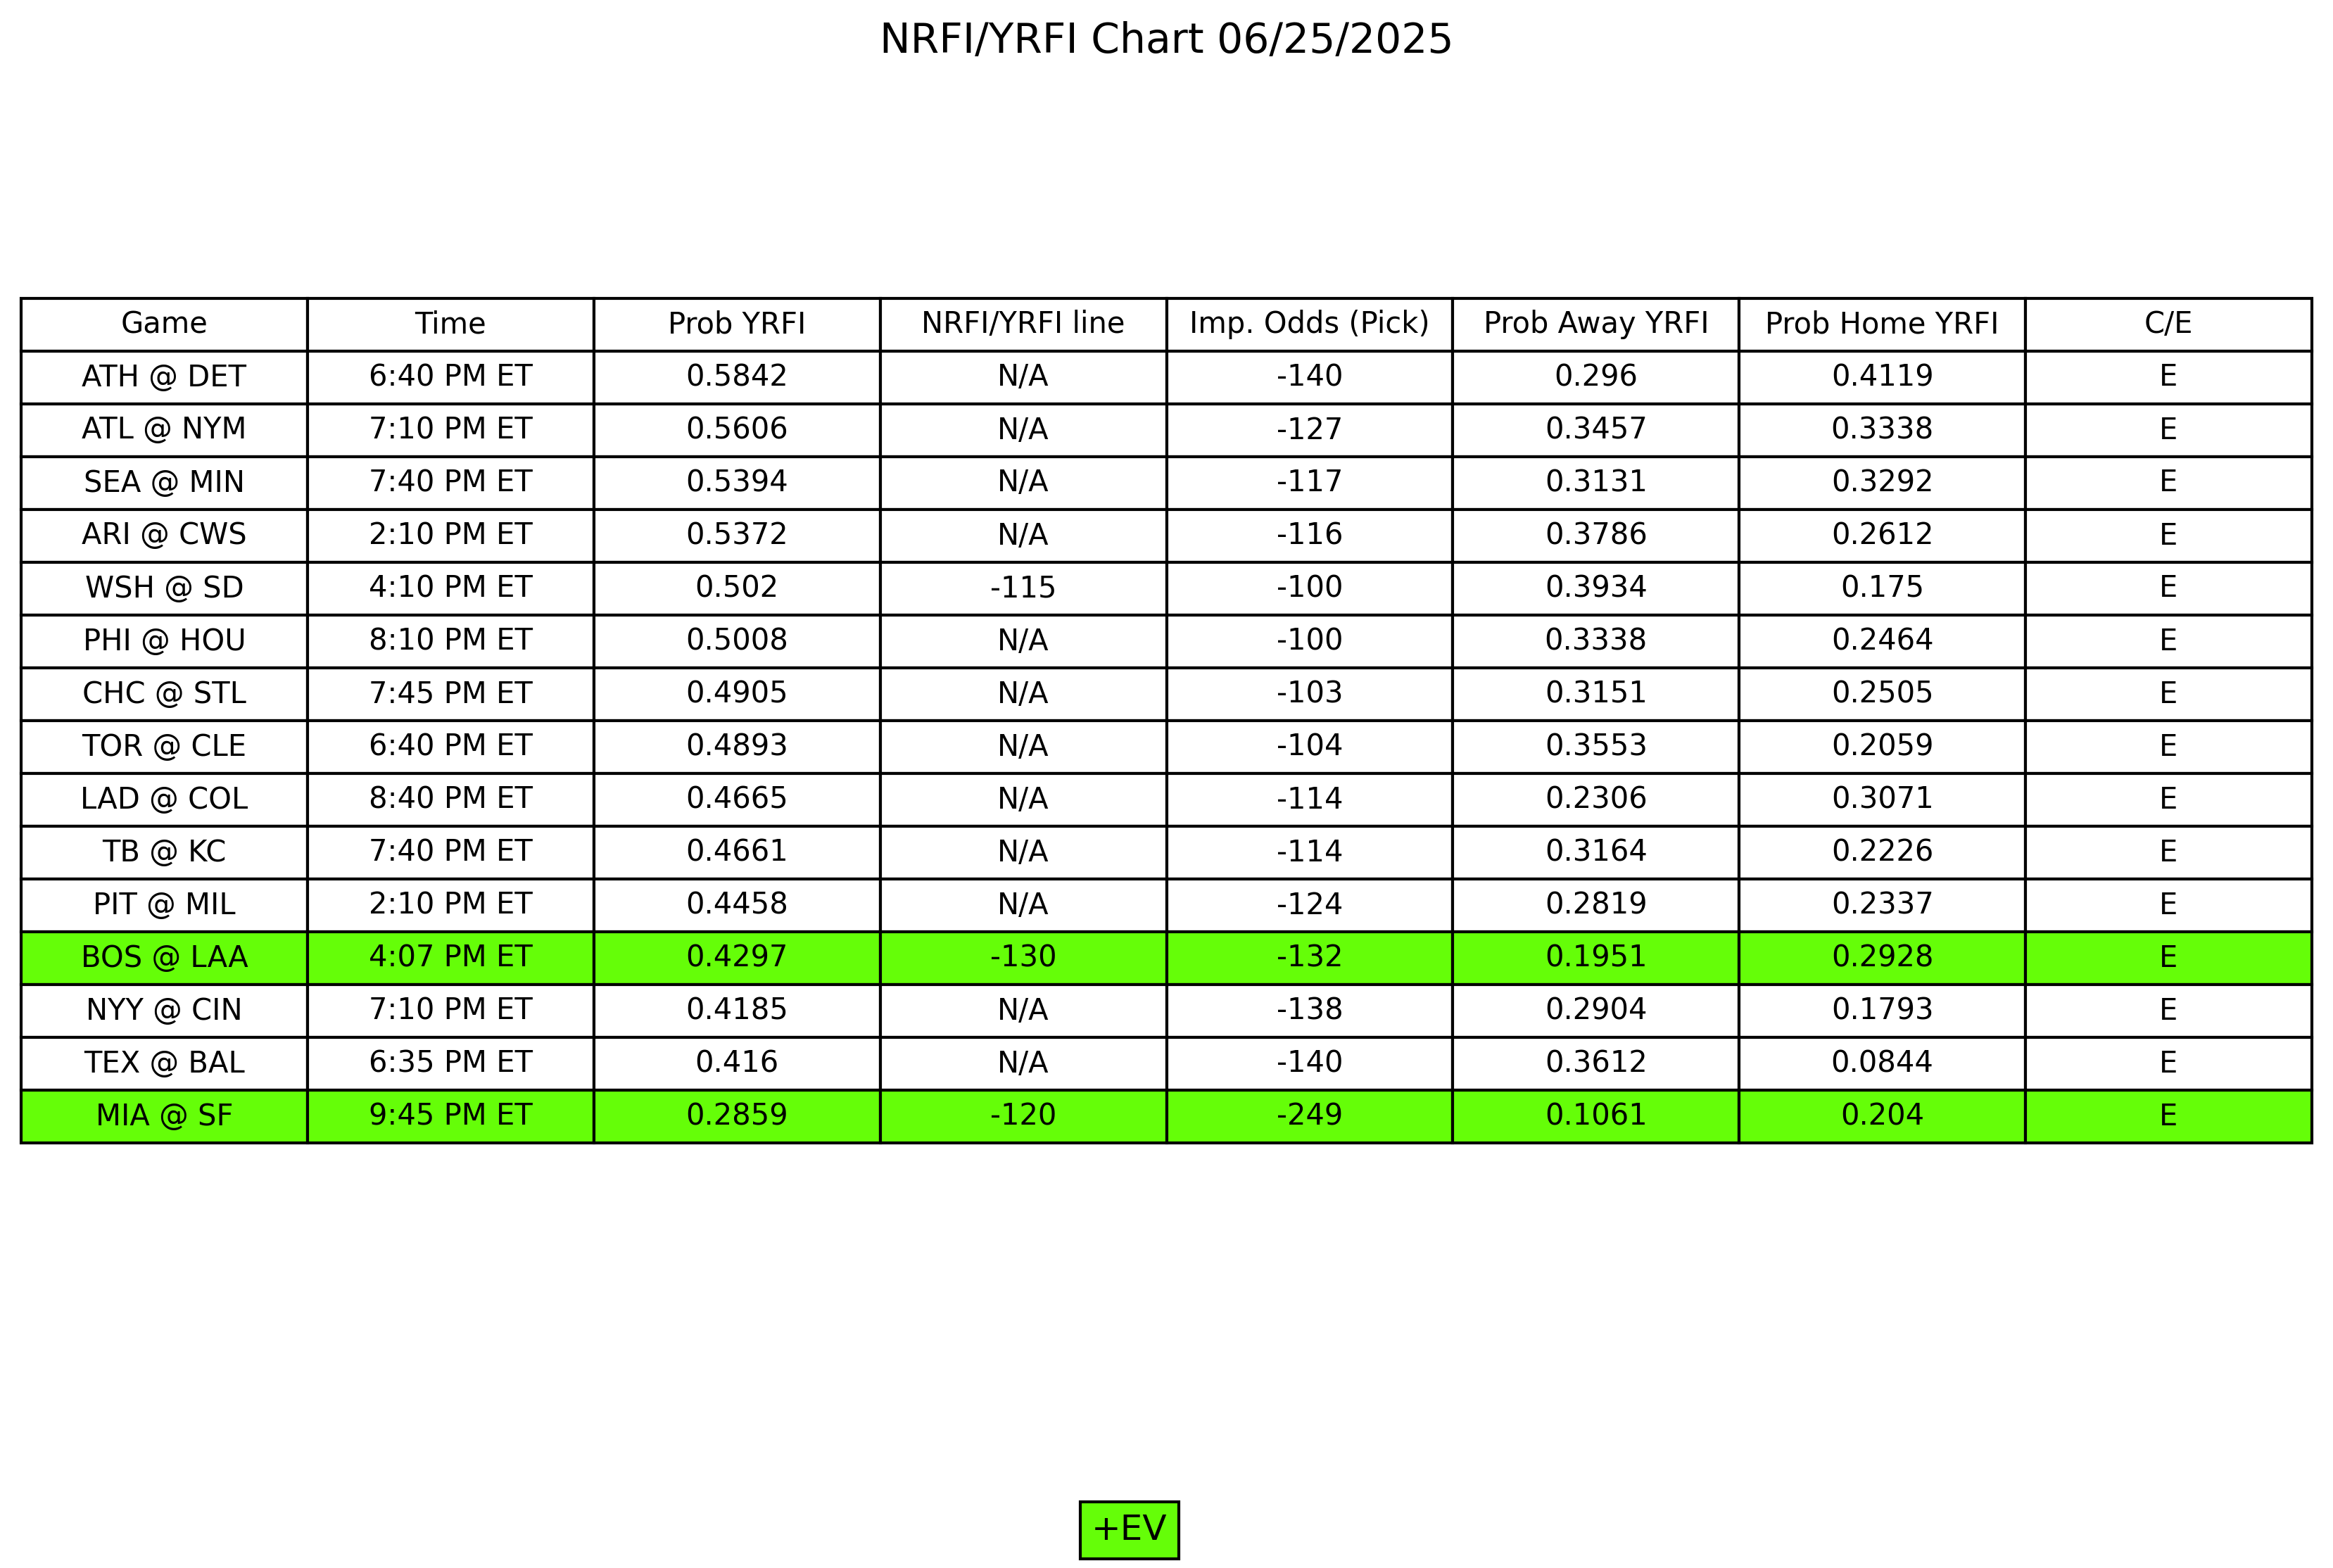 NRFI/YRFI Chart 06/25/2025
Game Time Prob YRFI NRFI/YRFI line Imp. Odds (Pick) Prob Away YRFI Prob Home YRFI C/E
ATH @ DET 6:40 PM ET 0.5842 N/A -140 0.296 0.4119 E
ATL @ NYM 7:10 PM ET 0.5606 N/A -127 0.3457 0.3338 E
SEA @ MIN 7:40 PM ET 0.5394 N/A -117 0.3131 0.3292 E
ARI @ CWS 2:10 PM ET 0.5372 N/A -116 0.3786 0.2612 E
WSH @ SD 4:10 PM ET 0.502 -115 -100 0.3934 0.175 E
PHI @ HOU 8:10 PM ET 0.5008 N/A -100 0.3338 0.2464 E
CHC @ STL 7:45 PM ET 0.4905 N/A -103 0.3151 0.2505 E
TOR @ CLE 6:40 PM ET 0.4893 N/A -104 0.3553 0.2059 E
LAD @ COL 8:40 PM ET 0.4665 N/A -114 0.2306 0.3071 E
TB @ KC 7:40 PM ET 0.4661 N/A -114 0.3164 0.2226 E
PIT @ MIL 2:10 PM ET 0.4458 N/A -124 0.2819 0.2337 E
BOS @ LAA 4:07 PM ET 0.4297 -130 -132 0.1951 0.2928 E
NYY @ CIN 7:10 PM ET 0.4185 N/A -138 0.2904 0.1793 E
TEX @ BAL 6:35 PM ET 0.416 N/A -140 0.3612 0.0844 E
MIA @ SF 9:45 PM ET 0.2859 -120 -249 0.1061 0.204 E
+EV